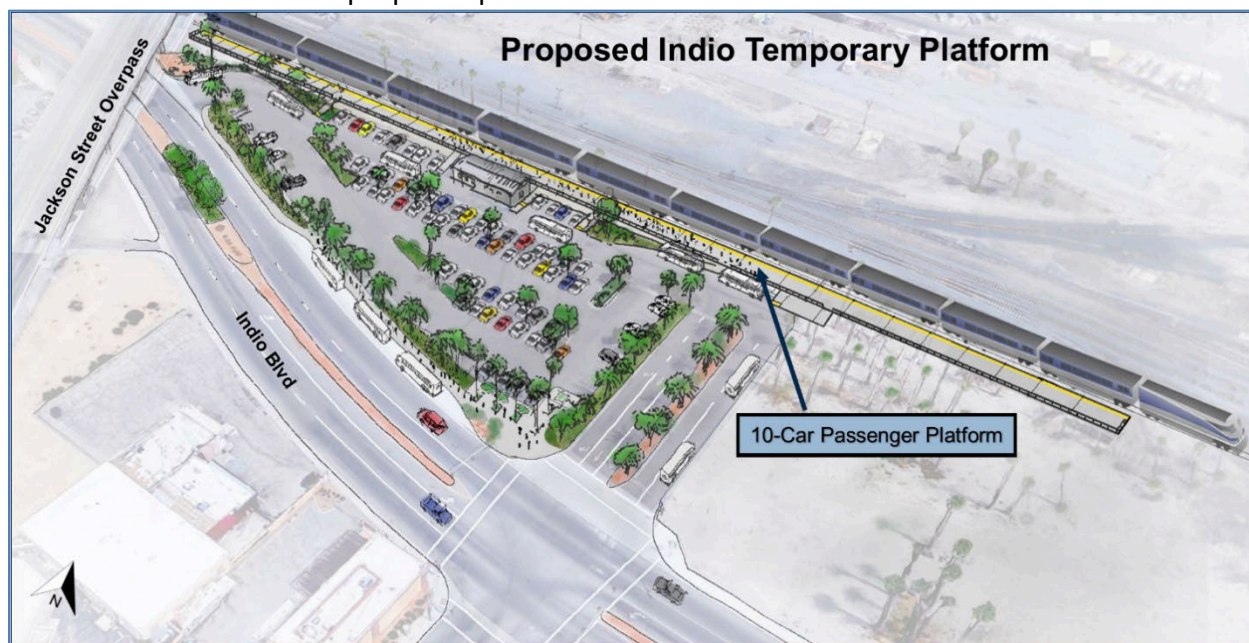 Proposed Indio Temporary Platform
Jackson Street Overpass
Indio Blvd
10-Car Passenger Platform
N